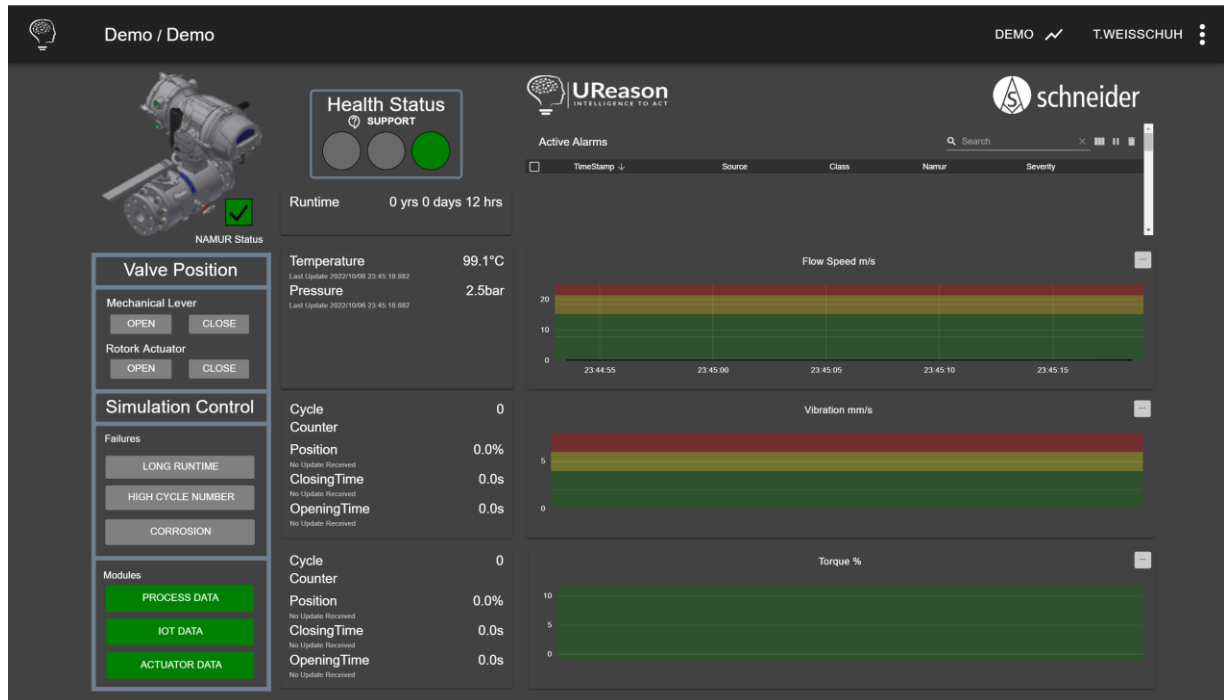 Demo / Demo
DEMO
T.WEISSCHUH
NAMUR Status
Health Status
SUPPORT
Runtime 0 yrs 0 days 12 hrs
UReason
INTELLIGENCE TO ACT
S
schneider
Active Alarms
Search
TimeStamp Source Class Namur Severity
Valve Position
Mechanical Lever
OPEN CLOSE
Rotork Actuator
OPEN CLOSE
Simulation Control
Failures
LONG RUNTIME
HIGH CYCLE NUMBER
CORROSION
Modules
PROCESS DATA
IOT DATA
ACTUATOR DATA
Temperature 99.1°C
Last Update 2022/10/06 23:45:18:882
Pressure 2.5bar
Last Update 2022/10/06 23:45:18:882
Cycle 0
Counter
Position 0.0%
No Update Received
ClosingTime 0.0s
No Update Received
OpeningTime 0.0s
No Update Received
Cycle 0
Counter
Position 0.0%
No Update Received
ClosingTime 0.0s
No Update Received
OpeningTime 0.0s
No Update Received
Flow Speed m/s
20
10
0
23:44:55 23:45:00 23:45:05 23:45:10 23:45:15
Vibration mm/s
5
0
Torque %
10
5
0